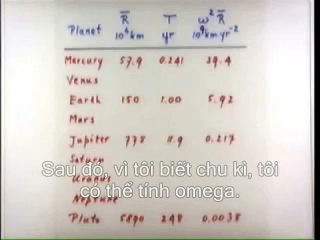 Planet R̅ 10⁶km T yr ω²R̅ 10⁹km.yr⁻²
Mercury 57.9 0.241 39.4
Venus
Earth 150 1.00 5.92
Mars
Jupiter 778 11.9 0.217
Saturn
Uranus
Neptune
Pluto 5890 248 0.0038
Sau đó, vì tôi biết chu kì, tôi
có thể tính omega.